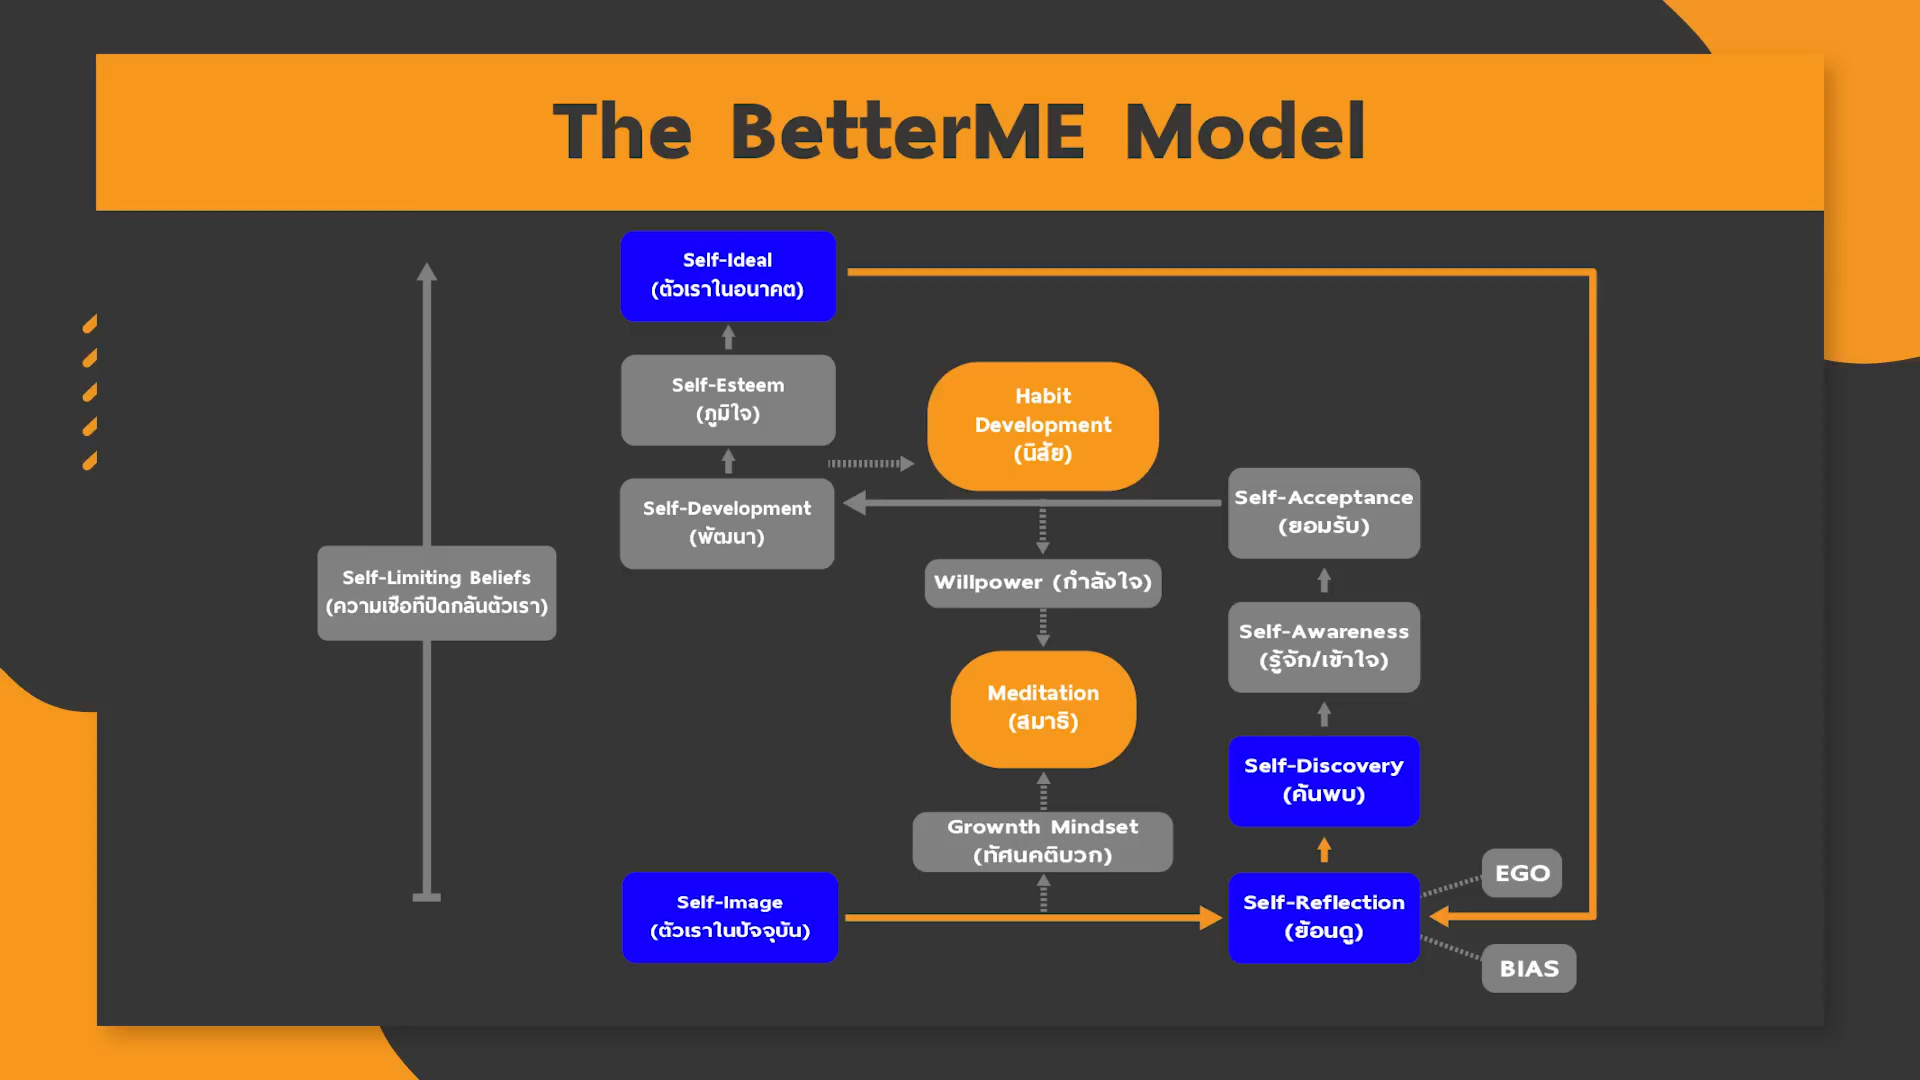 The BetterME Model
Self-Ideal
(ตัวเราในอนาคต)
Self-Esteem
(ภูมิใจ)
Habit
Development
(นิสัย)
Self-Development
(พัฒนา)
Self-Acceptance
(ยอมรับ)
Self-Limiting Beliefs
(ความเชื่อที่ปิดกลั้นตัวเรา)
Willpower (กำลังใจ)
Self-Awareness
(รู้จัก/เข้าใจ)
Meditation
(สมาธิ)
Self-Discovery
(ค้นพบ)
Grownth Mindset
(ทัศนคติบวก)
Self-Image
(ตัวเราในปัจจุบัน)
Self-Reflection
(ย้อนดู)
EGO
BIAS